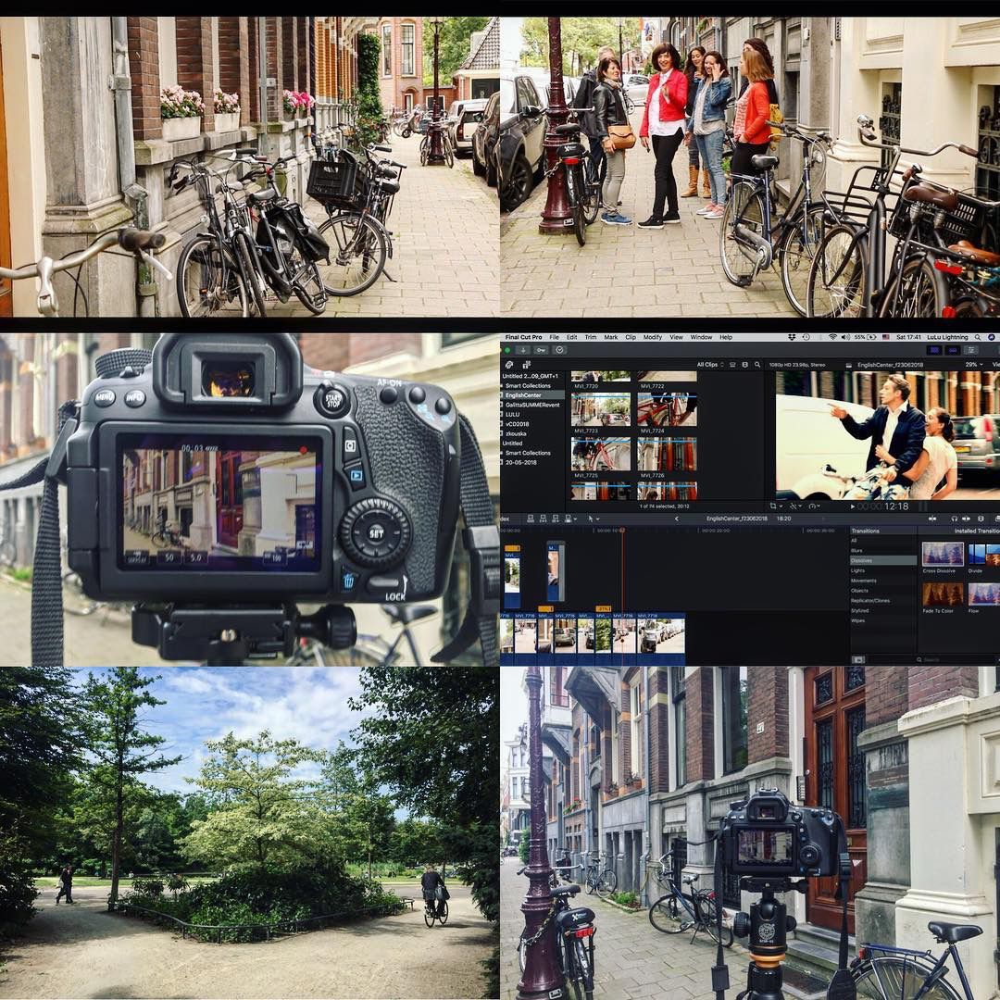 AF-ON
MENU
INFO
START/
STOP
00:03
50
5.0
100
SET
LOCK
Final Cut Pro File Edit Trim Mark Clip Modify View Window Help
55%
Sat 17:41 LuLu Lightning
All Clips
1080p HD 23.98p, Stereo
EnglishCenter_f23062018
29%
Untitled 2...09_GMT+1
Smart Collections
EnglishCenter
GalittaSUMMERevent
LULU
vCD2018
zkouska
Untitled
Smart Collections
20-05-2018
MVI_7720
MVI_7722
MVI_7723
MVI_7724
MVI_7725
MVI_7726
1 of 74 selected, 20:12
00:00:12:18
EnglishCenter_f23062018
18:20
Transitions
Installed Transitions
All
Blurs
Dissolves
Lights
Movements
Objects
Replicator/Clones
Stylized
Wipes
Cross Dissolve
Divide
Fade To Color
Flow
Search